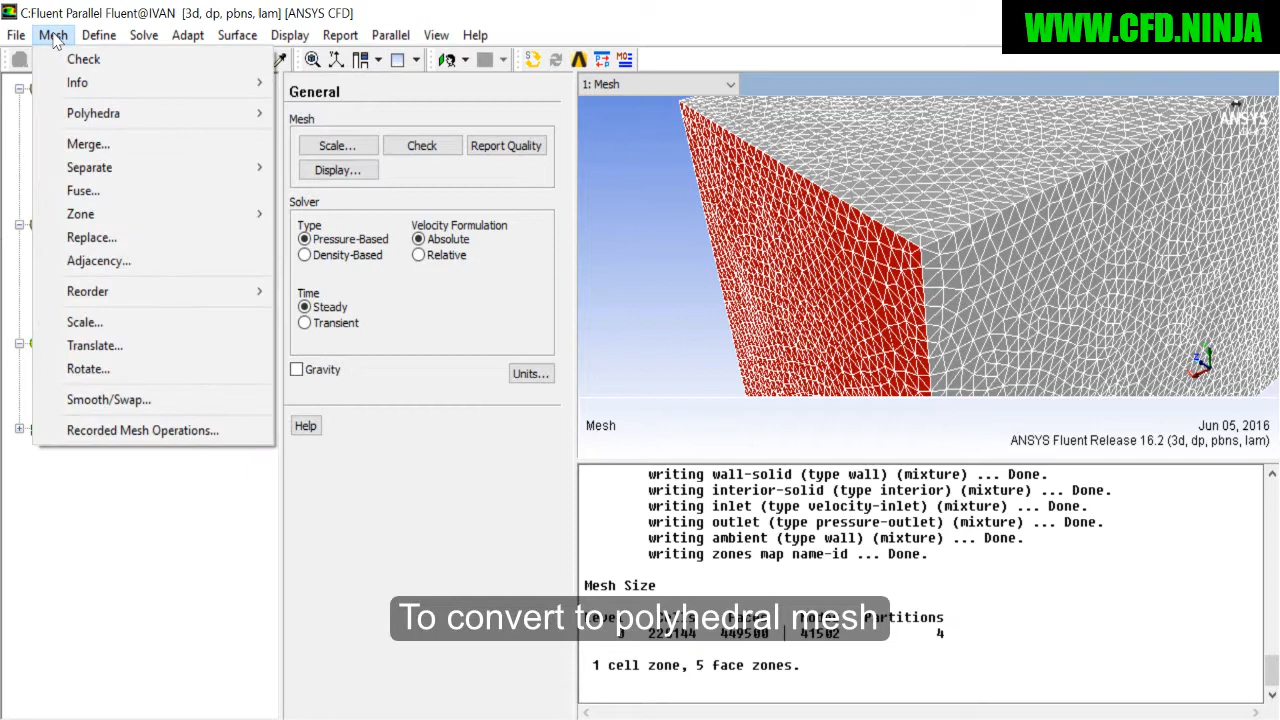 C:Fluent Parallel Fluent@IVAN [3d, dp, pbns, lam] [ANSYS CFD]
WWW.CFD.NINJA
File Mesh Define Solve Adapt Surface Display Report Parallel View Help
Check
Info
Polyhedra
Merge...
Separate
Fuse...
Zone
Replace...
Adjacency...
Reorder
Scale...
Translate...
Rotate...
Smooth/Swap...
Recorded Mesh Operations...
General
Mesh
Scale... Check Report Quality
Display...
Solver
Type
Pressure-Based
Density-Based
Velocity Formulation
Absolute
Relative
Time
Steady
Transient
Gravity
Units...
Help
1: Mesh
ANSYS
Mesh
Jun 05, 2016
ANSYS Fluent Release 16.2 (3d, dp, pbns, lam)
writing wall-solid (type wall) (mixture) ... Done.
writing interior-solid (type interior) (mixture) ... Done.
writing inlet (type velocity-inlet) (mixture) ... Done.
writing outlet (type pressure-outlet) (mixture) ... Done.
writing ambient (type wall) (mixture) ... Done.
writing zones map name-id ... Done.
Mesh Size
Partitions
449500 41502 4
To convert to polyhedral mesh
1 cell zone, 5 face zones.